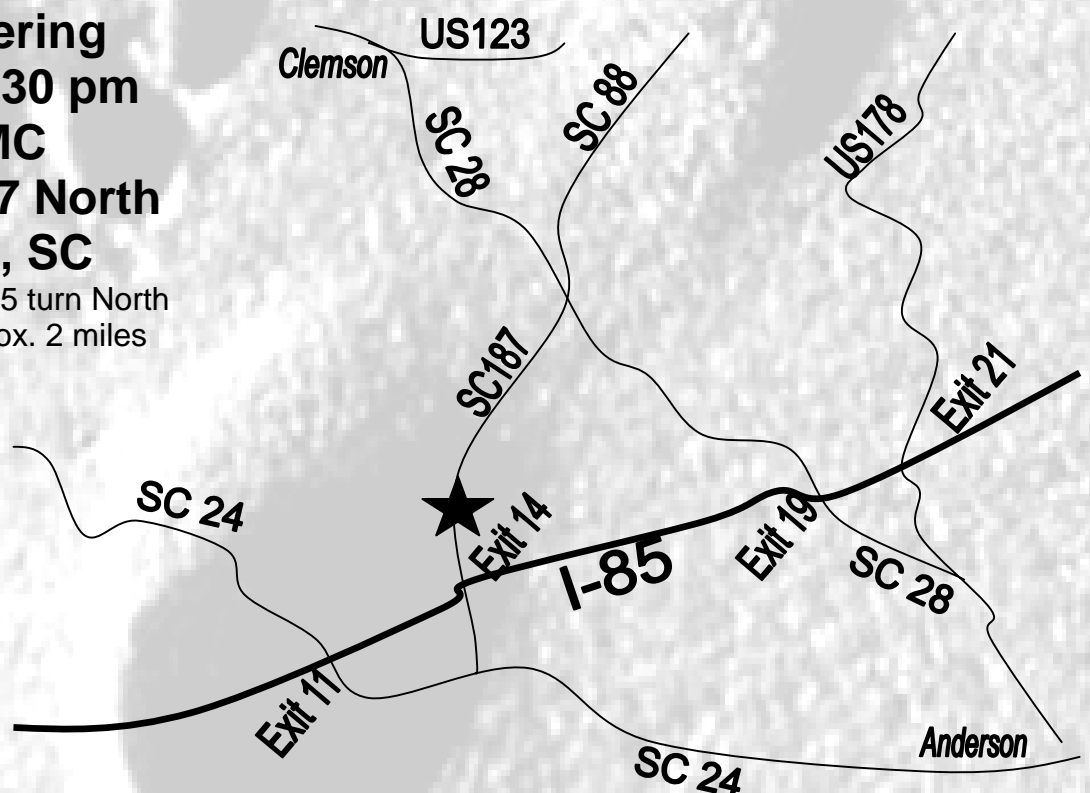 ering
30 pm
MC
7 North
, SC
5 turn North
ox. 2 miles
US123
Clemson
SC 88
SC 28
US178
SC187
Exit 21
SC 24
Exit 14
Exit 19
I-85
SC 28
Exit 11
Anderson
SC 24